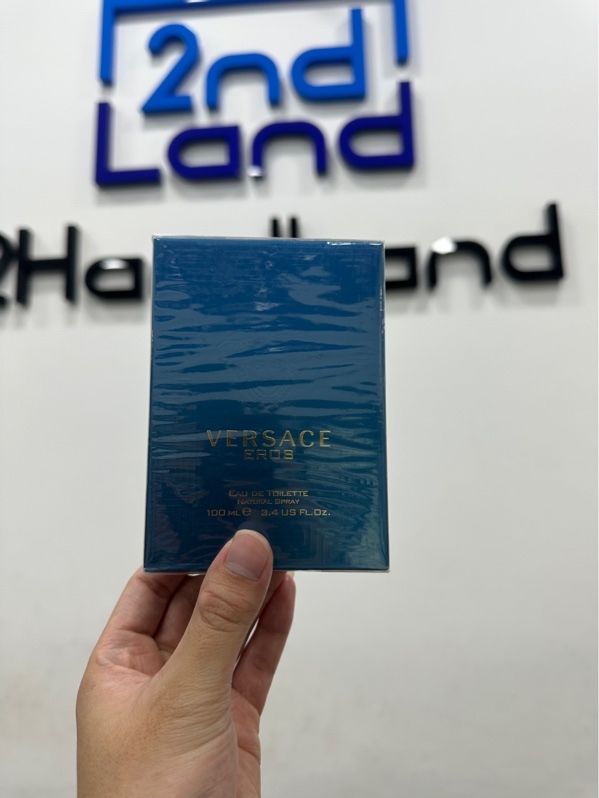 2nd
Land
VERSACE
EROS
EAU DE TOILETTE
NATURAL SPRAY
100 ML ℮ 3.4 US FL.OZ.